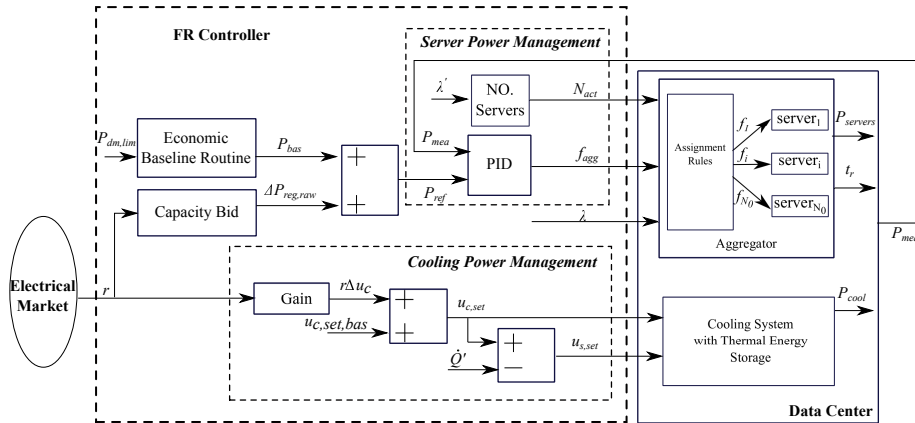 FR Controller
Server Power Management
λ'
NO.
Servers
N_act
P_dm,lim
Economic
Baseline Routine
P_bas
+
+
P_mea
PID
f_agg
P_ref
Capacity Bid
ΔP_reg,raw
λ
Assignment
Rules
f_1
f_i
f_N0
server_1
server_i
server_N0
Aggregator
P_servers
t_r
P_mea
Electrical
Market
r
Cooling Power Management
Gain
rΔu_c
u_c,set,bas
+
+
u_c,set
Q̇'
+
−
u_s,set
Cooling System
with Thermal Energy
Storage
P_cool
Data Center